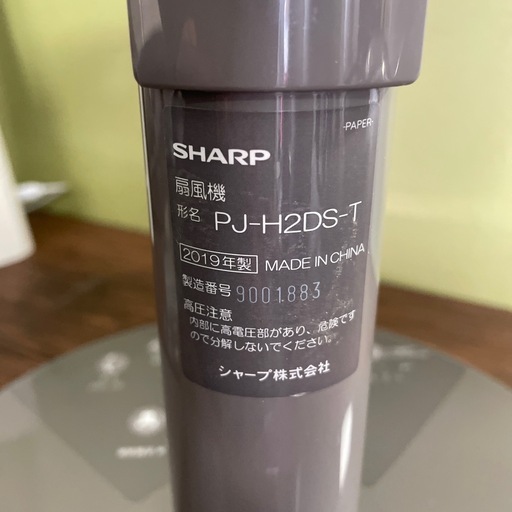 -PAPER-
SHARP
扇風機
形名 PJ-H2DS-T
2019年製 MADE IN CHINA
製造番号 9001883
高圧注意
内部に高電圧部があり、危険です
ので分解しないでください。
シャープ株式会社